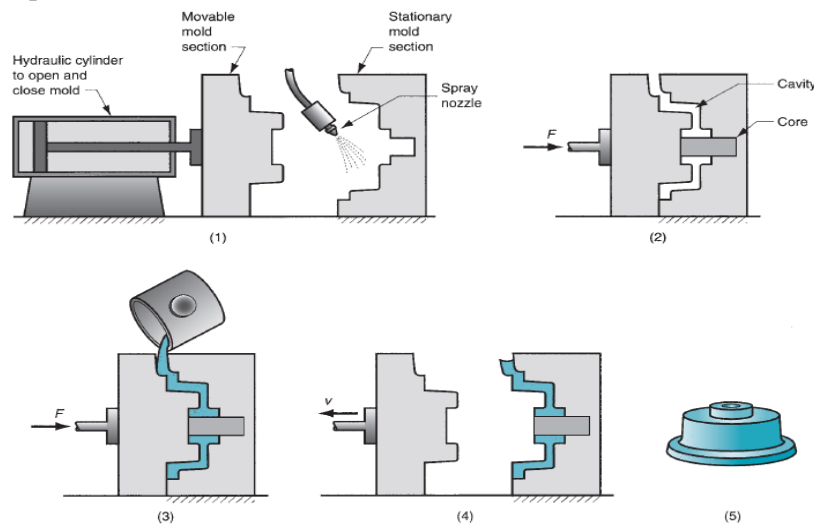 Movable
mold
section
Stationary
mold
section
Hydraulic cylinder
to open and
close mold
Spray
nozzle
(1)
Cavity
Core
F
(2)
F
(3)
v
(4)
(5)